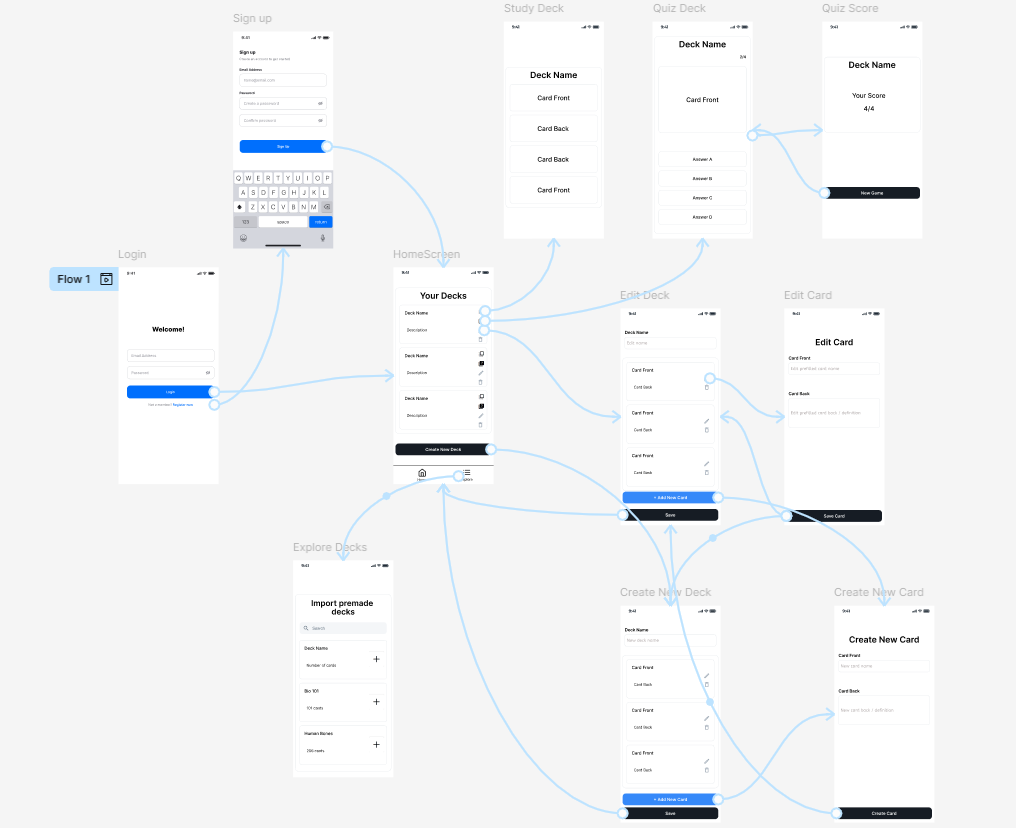 Sign up
9:41
Sign up
Create an account to get started
Email Address
name@email.com
Password
Create a password
Confirm password
Sign Up
Q W E R T Y U I O P
A S D F G H J K L
Z X C V B N M
123 space return
Study Deck
9:41
Deck Name
Card Front
Card Back
Card Back
Card Front
Quiz Deck
9:41
Deck Name
2/4
Card Front
Answer A
Answer B
Answer C
Answer D
Quiz Score
9:41
Deck Name
Your Score
4/4
New Game
Flow 1
Login
9:41
Welcome!
Email Address
Password
Login
Not a member? Register now
HomeScreen
9:41
Your Decks
Deck Name
Description
Deck Name
Description
Deck Name
Description
Create New Deck
Edit Deck
9:41
Deck Name
Edit name
Card Front
Card Back
Card Front
Card Back
Card Front
Card Back
+ Add New Card
Save
Edit Card
9:41
Edit Card
Card Front
Edit prefilled card name
Card Back
Edit prefilled card back / definition
Save Card
Explore Decks
9:41
Import premade
decks
Search
Deck Name
Number of cards
Bio 101
101 cards
Human Bones
206 cards
Create New Deck
9:41
Deck Name
New deck name
Card Front
Card Back
Card Front
Card Back
Card Front
Card Back
+ Add New Card
Save
Create New Card
9:41
Create New Card
Card Front
New card name
Card Back
New card back / definition
Create Card